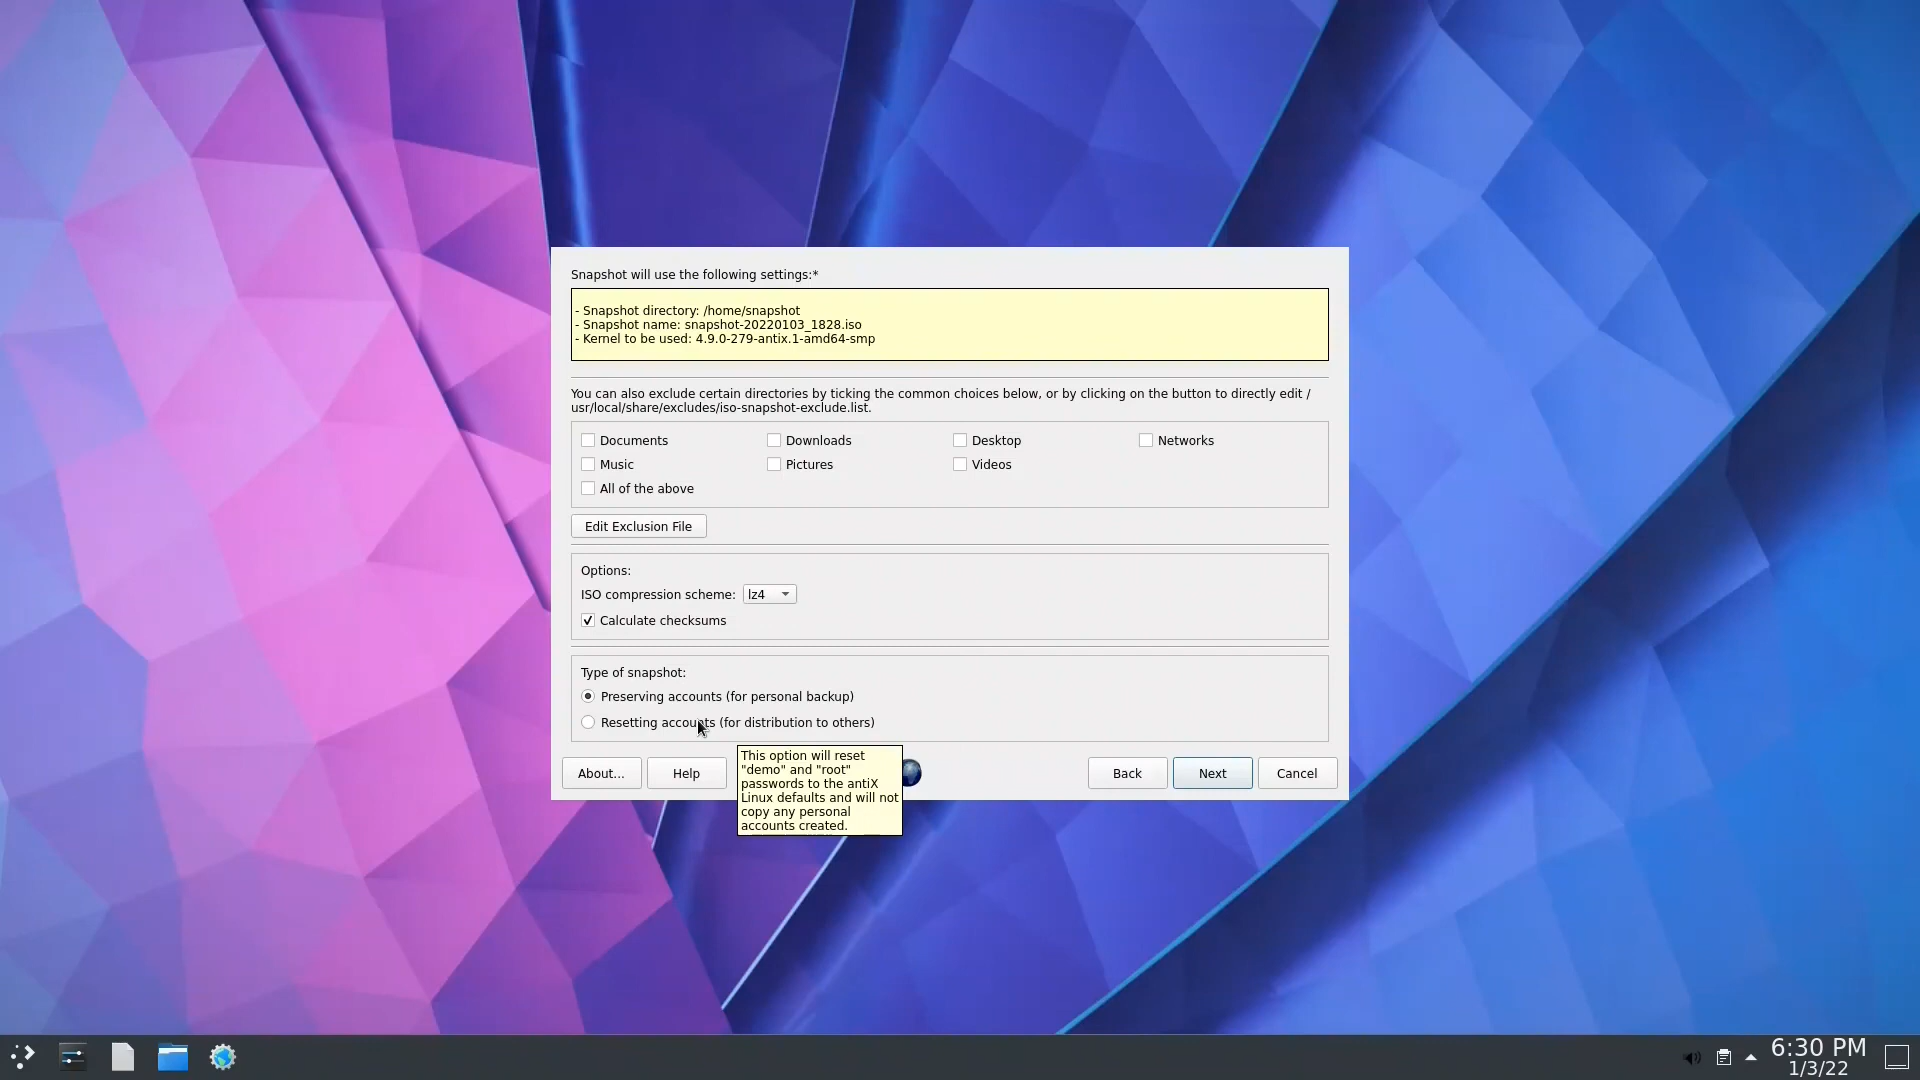 Snapshot will use the following settings:*
- Snapshot directory: /home/snapshot
- Snapshot name: snapshot-20220103_1828.iso
- Kernel to be used: 4.9.0-279-antix.1-amd64-smp
You can also exclude certain directories by ticking the common choices below, or by clicking on the button to directly edit /
usr/local/share/excludes/iso-snapshot-exclude.list.
Documents Downloads Desktop Networks
Music Pictures Videos
All of the above
Edit Exclusion File
Options:
ISO compression scheme: lz4
Calculate checksums
Type of snapshot:
Preserving accounts (for personal backup)
Resetting accounts (for distribution to others)
This option will reset
"demo" and "root"
passwords to the antiX
Linux defaults and will not
copy any personal
accounts created.
About... Help Back Next Cancel
6:30 PM
1/3/22